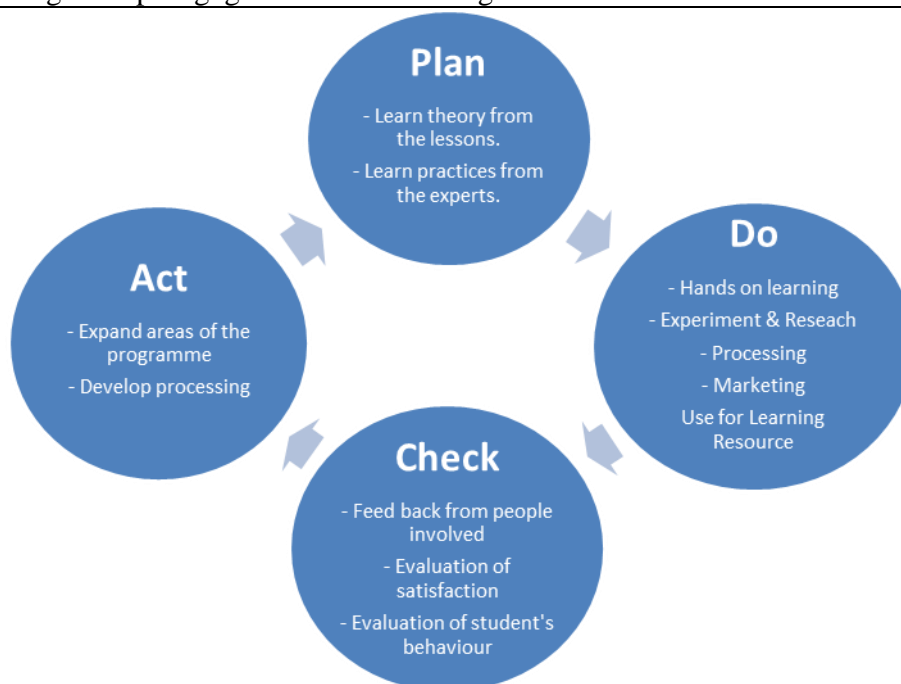 Plan
- Learn theory from
the lessons.
- Learn practices from
the experts.
Do
- Hands on learning
- Experiment & Reseach
- Processing
- Marketing
Use for Learning
Resource
Check
- Feed back from people
involved
- Evaluation of
satisfaction
- Evaluation of student's
behaviour
Act
- Expand areas of the
programme
- Develop processing